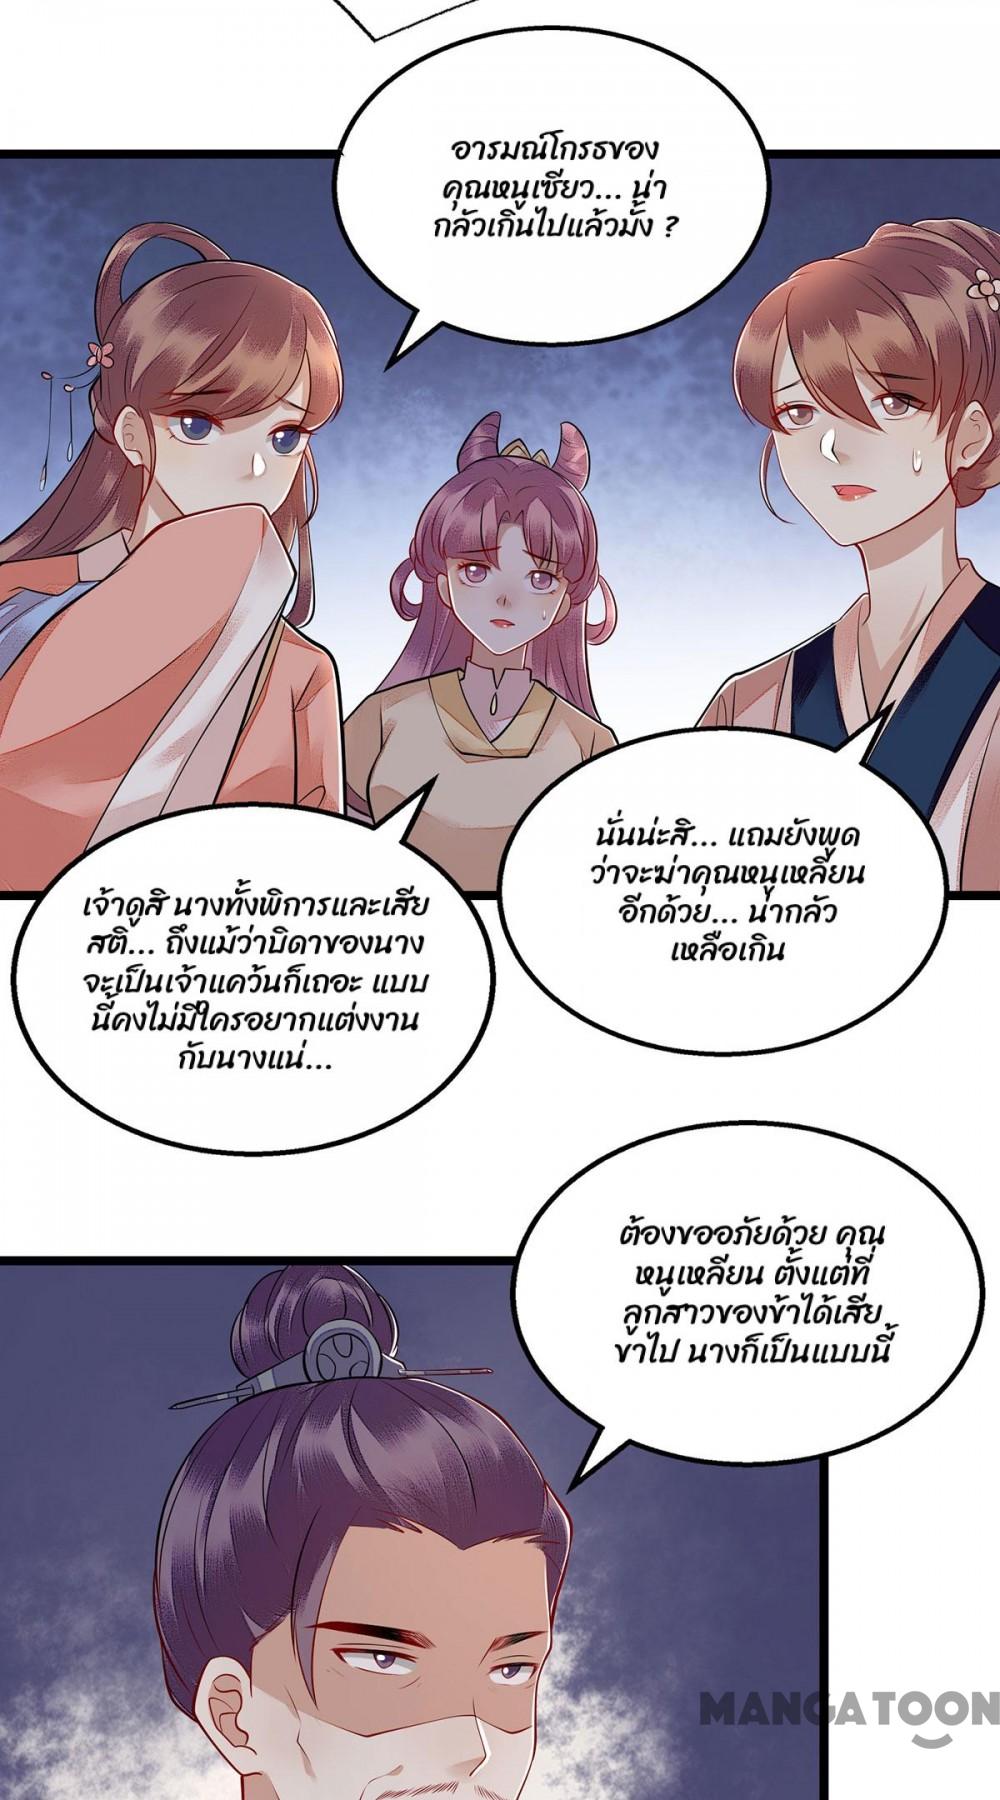 อารมณ์โกรธของ
คุณหนูเซียว... น่า
กลัวเกินไปแล้วมั้ง ?
นั่นน่ะสิ... แถมยังพูด
ว่าจะฆ่าคุณหนูเหลียน
อีกด้วย... น่ากลัว
เหลือเกิน
เจ้าดูสิ นางทั้งพิการและเสีย
สติ... ถึงแม้ว่าบิดาของนาง
จะเป็นเจ้าแคว้นก็เถอะ แบบ
นี้คงไม่มีใครอยากแต่งงาน
กับนางแน่...
ต้องขออภัยด้วย คุณ
หนูเหลียน ตั้งแต่ที่
ลูกสาวของข้าได้เสีย
ขาไป นางก็เป็นแบบนี้
MANGATOON